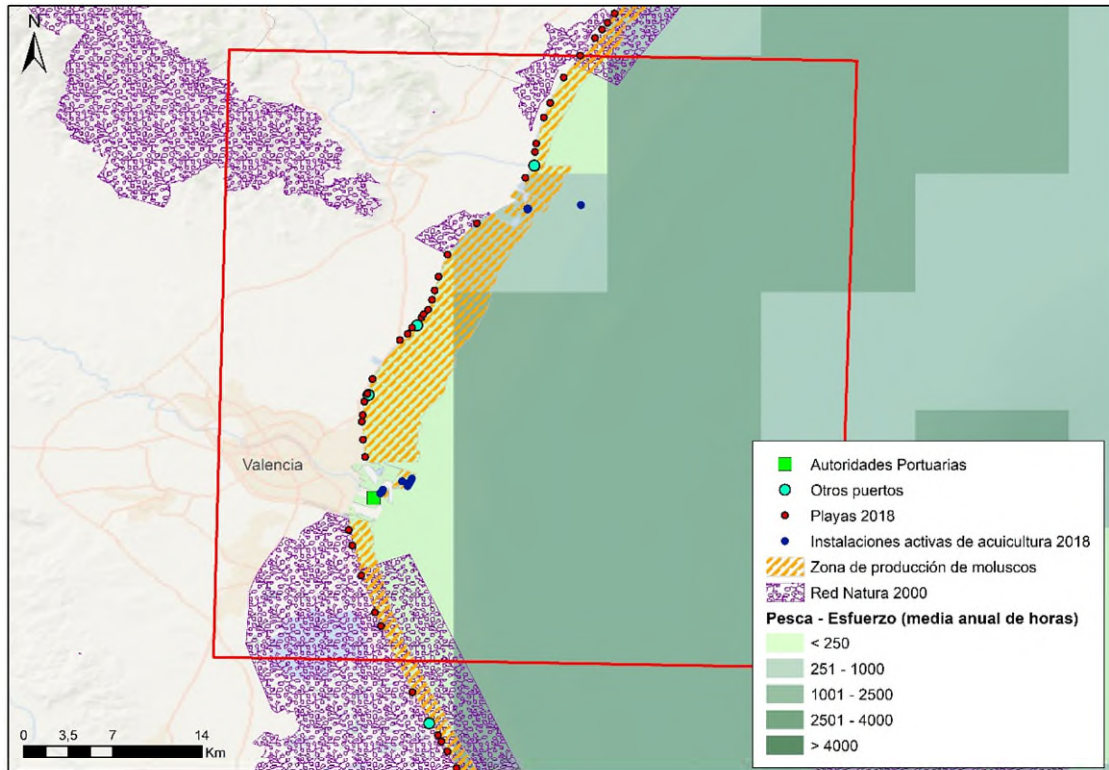 N
Valencia
Autoridades Portuarias
Otros puertos
Playas 2018
Instalaciones activas de acuicultura 2018
Zona de producción de moluscos
Red Natura 2000
Pesca - Esfuerzo (media anual de horas)
< 250
251 - 1000
1001 - 2500
2501 - 4000
> 4000
0 3,5 7 14
Km